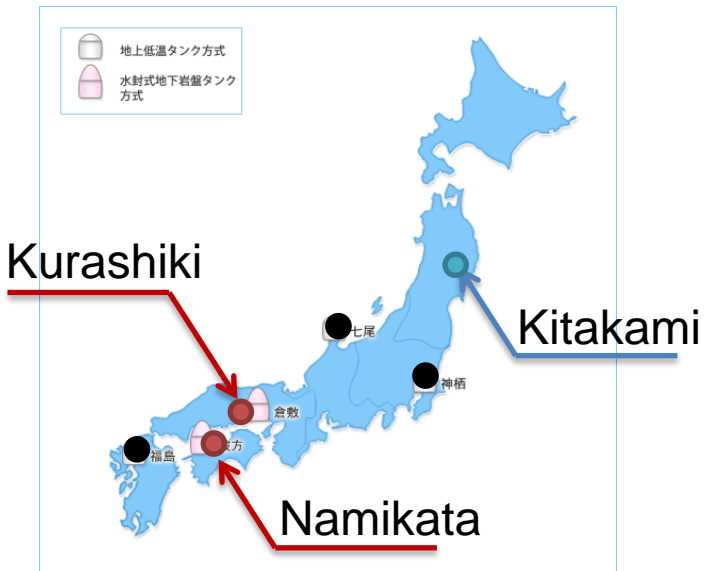 地上低温タンク方式
水封式地下岩盤タンク
方式
Kurashiki
七尾
Kitakami
神栖
倉敷
方
福島
Namikata